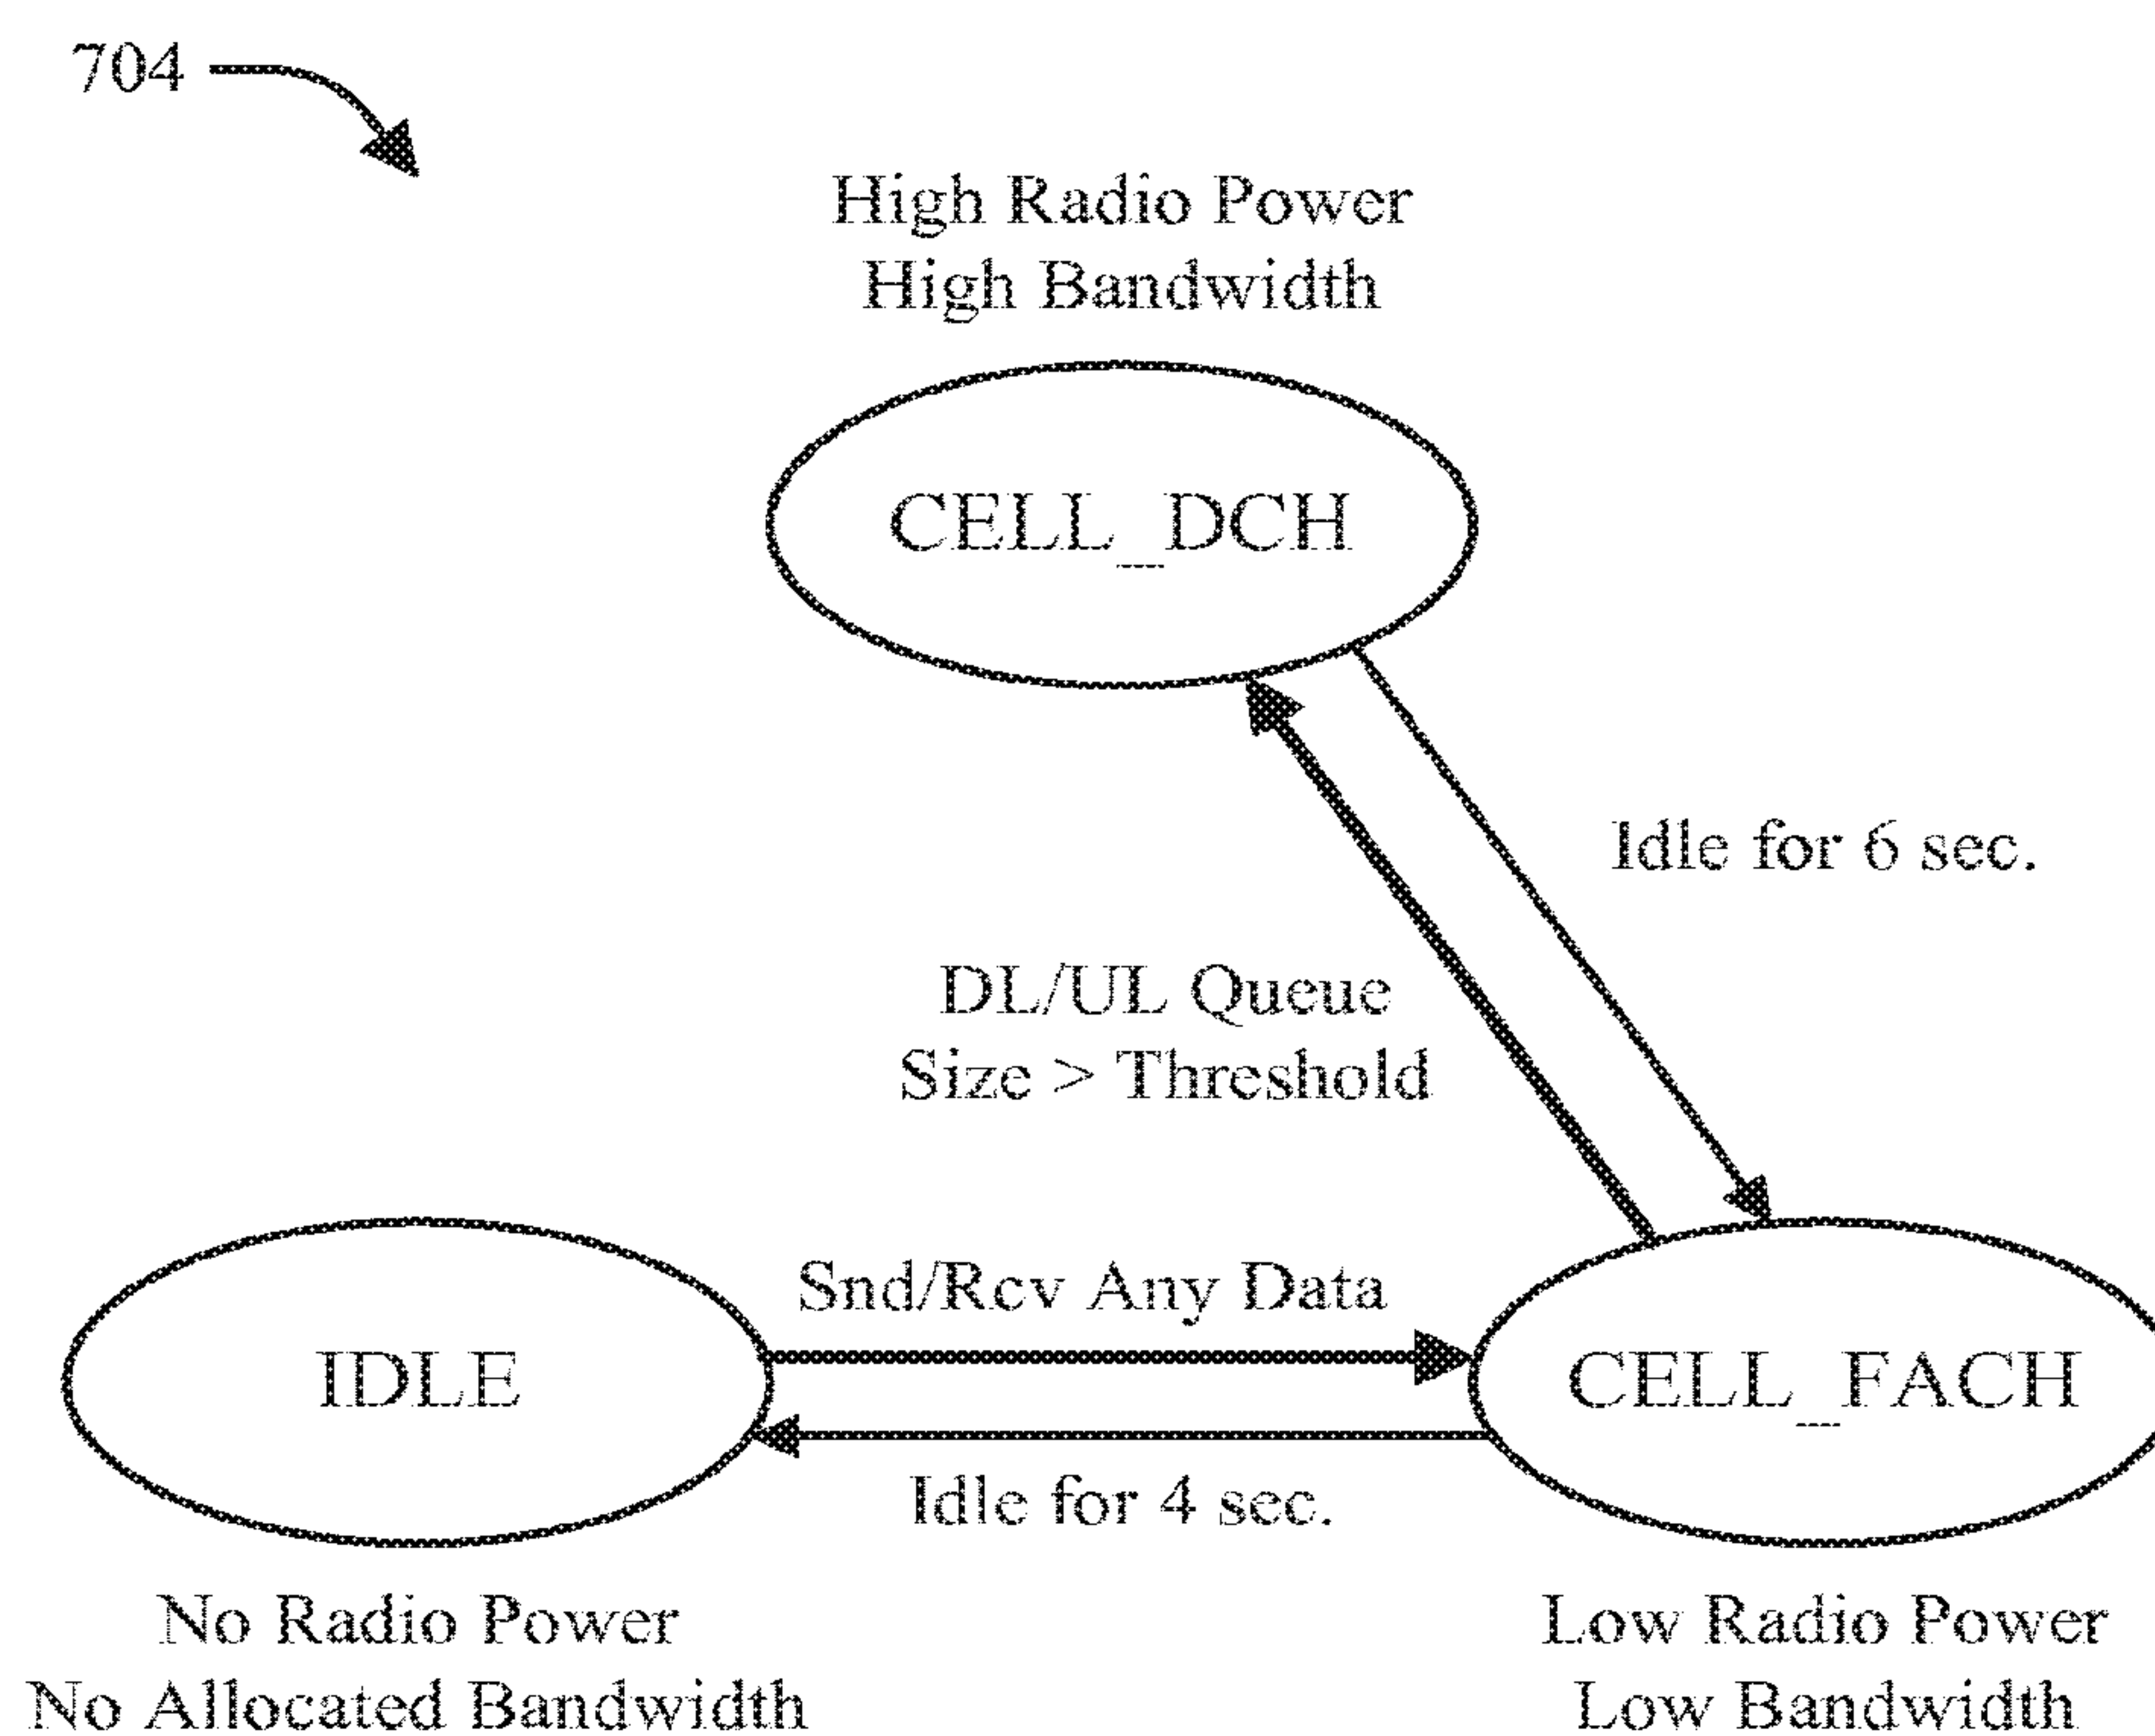 704
High Radio Power
High Bandwidth
CELL_DCH
Idle for 6 sec.
DL/UL Queue
Size > Threshold
Snd/Rcv Any Data
IDLE
CELL_FACH
Idle for 4 sec.
No Radio Power
No Allocated Bandwidth
Low Radio Power
Low Bandwidth